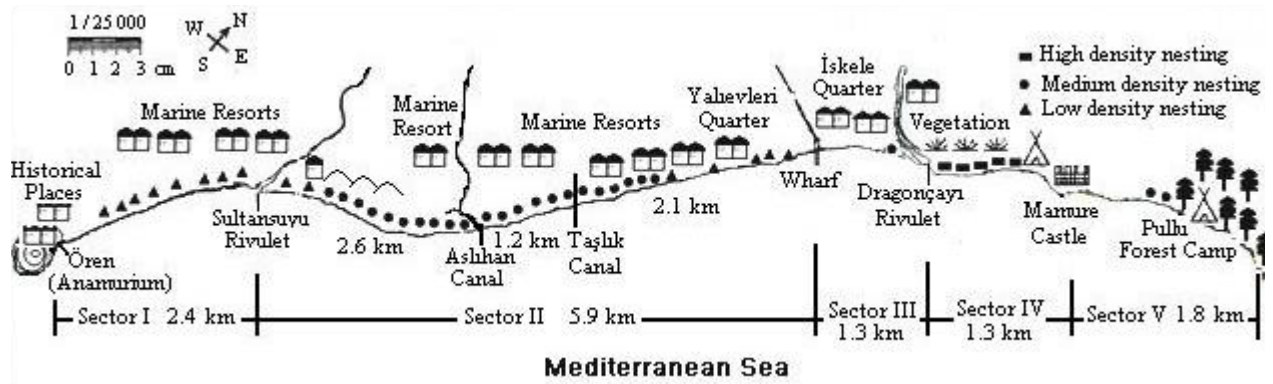 1/25 000
0 1 2 3 cm
W N
S E
High density nesting
Medium density nesting
Low density nesting
Historical
Places
Marine Resorts
Marine
Resort
Marine Resorts
Yalıevleri
Quarter
İskele
Quarter
Vegetation
Ören
(Anamurium)
Sultansuyu
Rivulet
2.6 km
Aslıhan
Canal
1.2 km
Taşlık
Canal
2.1 km
Wharf
Dragonçayı
Rivulet
Mamure
Castle
Pullu
Forest Camp
Sector I 2.4 km
Sector II 5.9 km
Sector III
1.3 km
Sector IV
1.3 km
Sector V 1.8 km
Mediterranean Sea